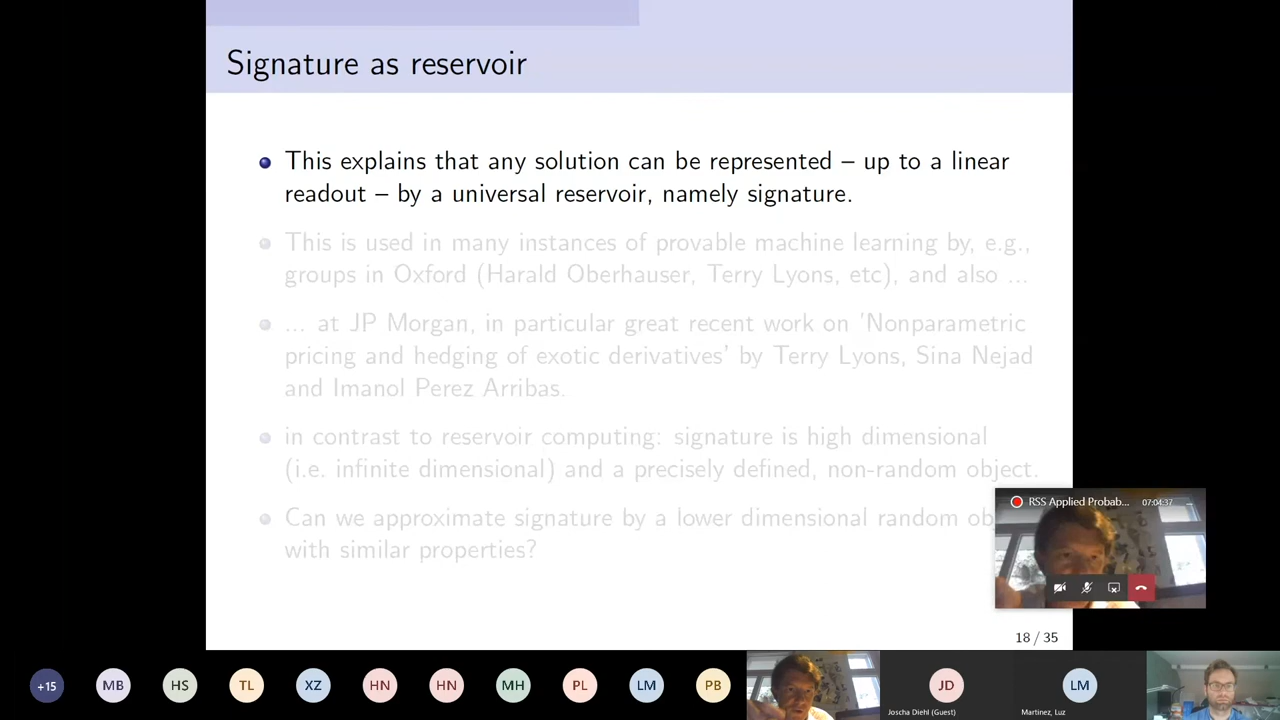 Signature as reservoir
This explains that any solution can be represented – up to a linear
readout – by a universal reservoir, namely signature.
This is used in many instances of provable machine learning by, e.g.,
groups in Oxford (Harald Oberhauser, Terry Lyons, etc), and also ...
... at JP Morgan, in particular great recent work on 'Nonparametric
pricing and hedging of exotic derivatives' by Terry Lyons, Sina Nejad
and Imanol Perez Arribas.
in contrast to reservoir computing: signature is high dimensional
(i.e. infinite dimensional) and a precisely defined, non-random object.
Can we approximate signature by a lower dimensional random ob
with similar properties?
RSS Applied Probab... 07:04:37
18 / 35
+15 MB HS TL XZ HN HN MH PL LM PB JD LM
Joscha Diehl (Guest) Martinez, Luz